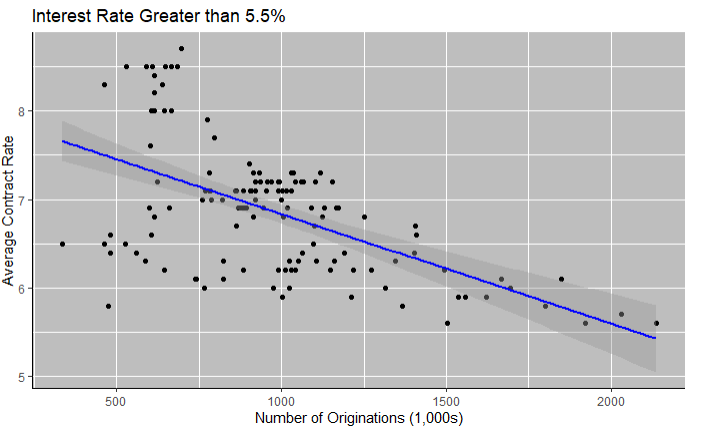 Interest Rate Greater than 5.5%
Average Contract Rate
8
7
6
5
500
1000
1500
2000
Number of Originations (1,000s)